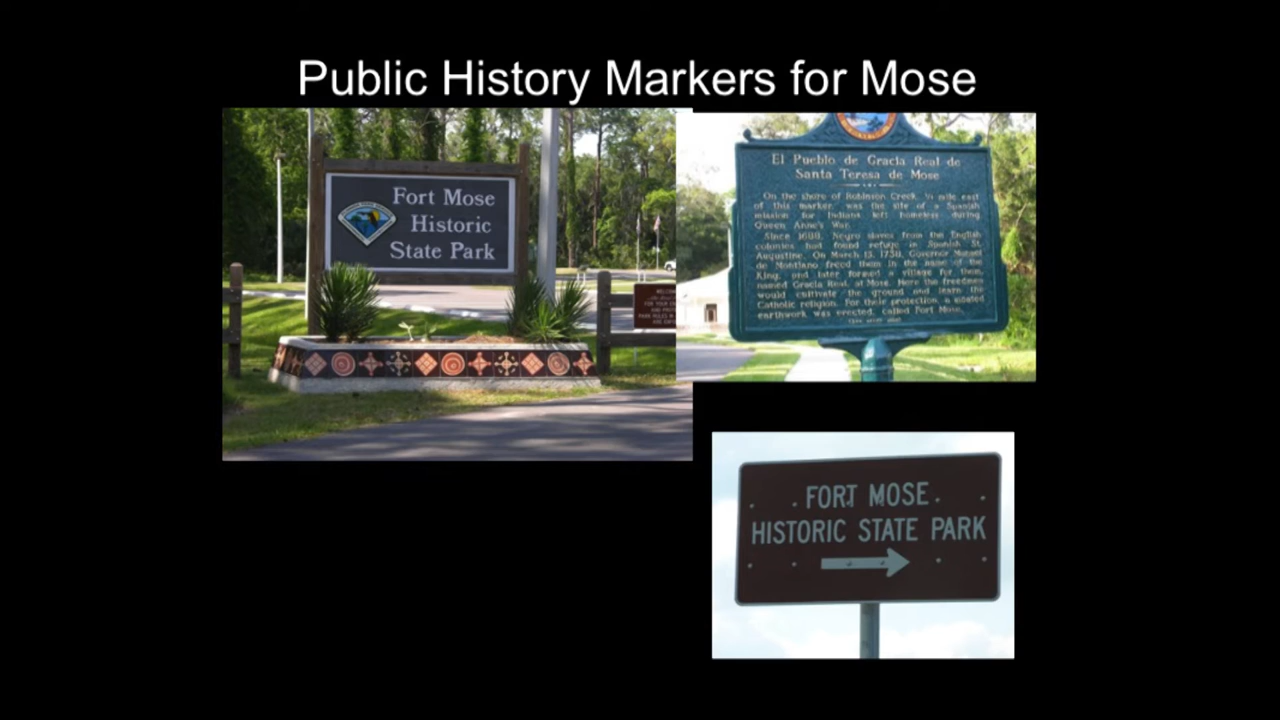 Public History Markers for Mose
Fort Mose
Historic
State Park
El Pueblo de Gracia Real de
Santa Teresa de Mose
On the shore of Robinson Creek, ¼ mile east
of this marker, was the site of a Spanish
mission for Indians left homeless during
Queen Anne's War.
Since 1688, Negro slaves from the English
colonies had found refuge in Spanish St.
Augustine. On March 15, 1738, Governor Manuel
de Montiano freed them in the name of the
King, and later formed a village for them,
named Gracia Real, at Mose. Here the freedmen
would cultivate the ground and learn the
Catholic religion. For their protection, a moated
earthwork was erected, called Fort Mose.
FORT MOSE
HISTORIC STATE PARK